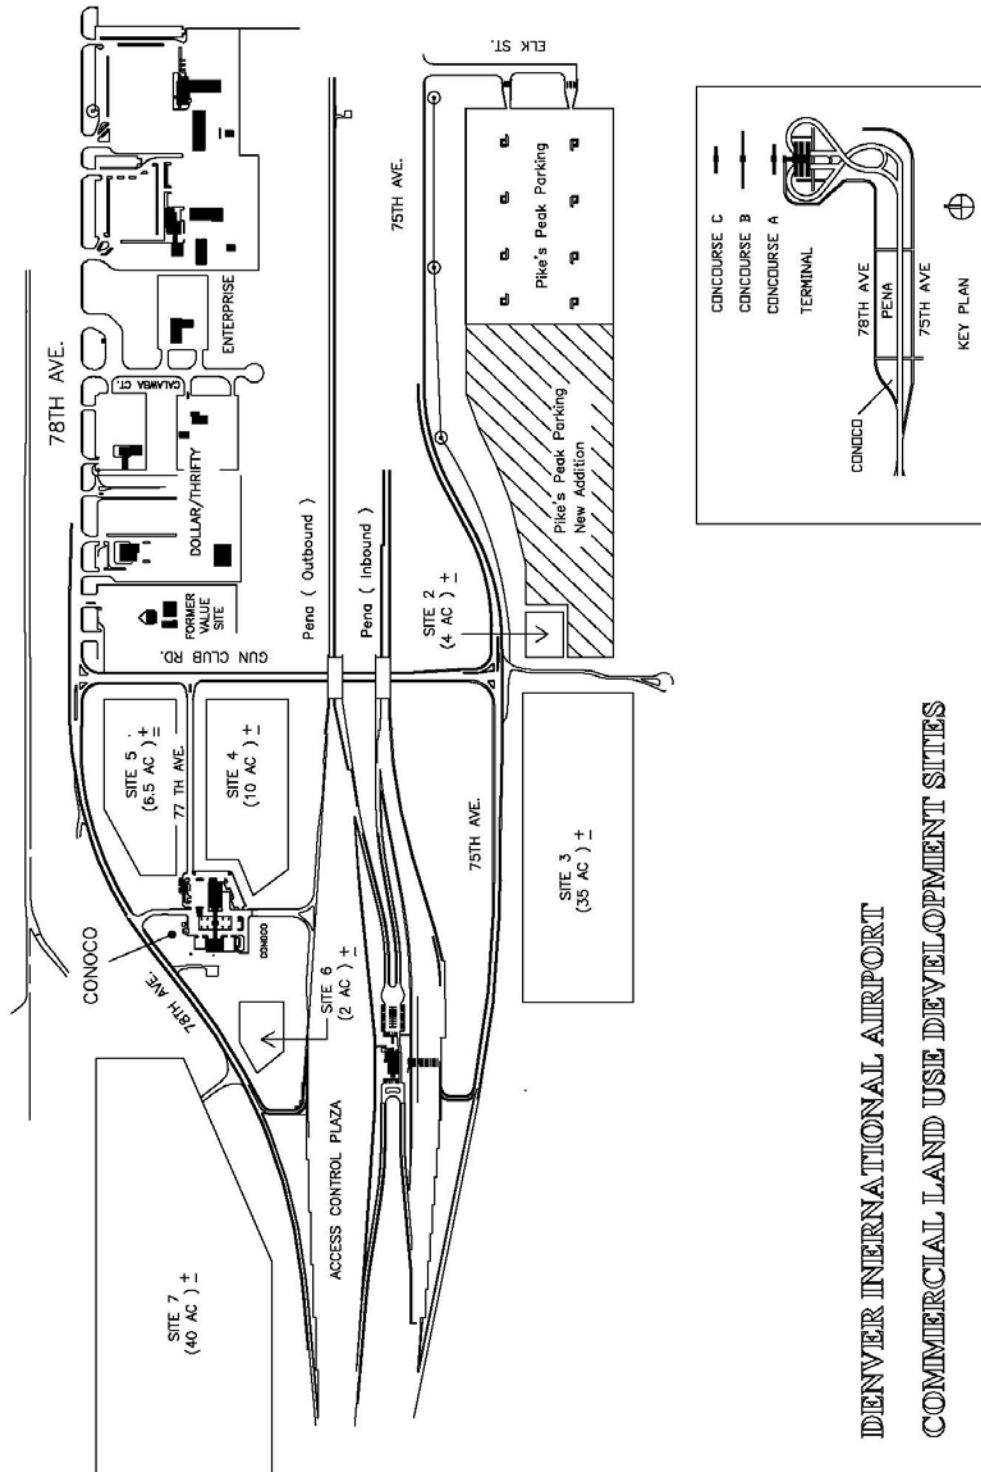 78TH AVE.
ENTERPRISE
CALAWBA CT.
DOLLAR/THRIFTY
FORMER
VALUE
SITE
GUN CLUB RD.
Pena ( Outbound )
Pena ( Inbound )
75TH AVE.
ELK ST.
Pike's Peak Parking
Pike's Peak Parking
New Addition
SITE 2
(4 AC ) ±
SITE 5
(6.5 AC ) ±
77 TH AVE.
SITE 4
(10 AC ) ±
CONOCO
CONOCO
78TH AVE.
SITE 6
(2 AC ) ±
75TH AVE.
SITE 3
(35 AC ) ±
ACCESS CONTROL PLAZA
SITE 7
(40 AC ) ±
CONCOURSE C
CONCOURSE B
CONCOURSE A
TERMINAL
78TH AVE
PENA
75TH AVE
CONOCO
KEY PLAN
DENVER INERNATIONAL AIRPORT
COMMERCIAL LAND USE DEVELOPMENT SITES